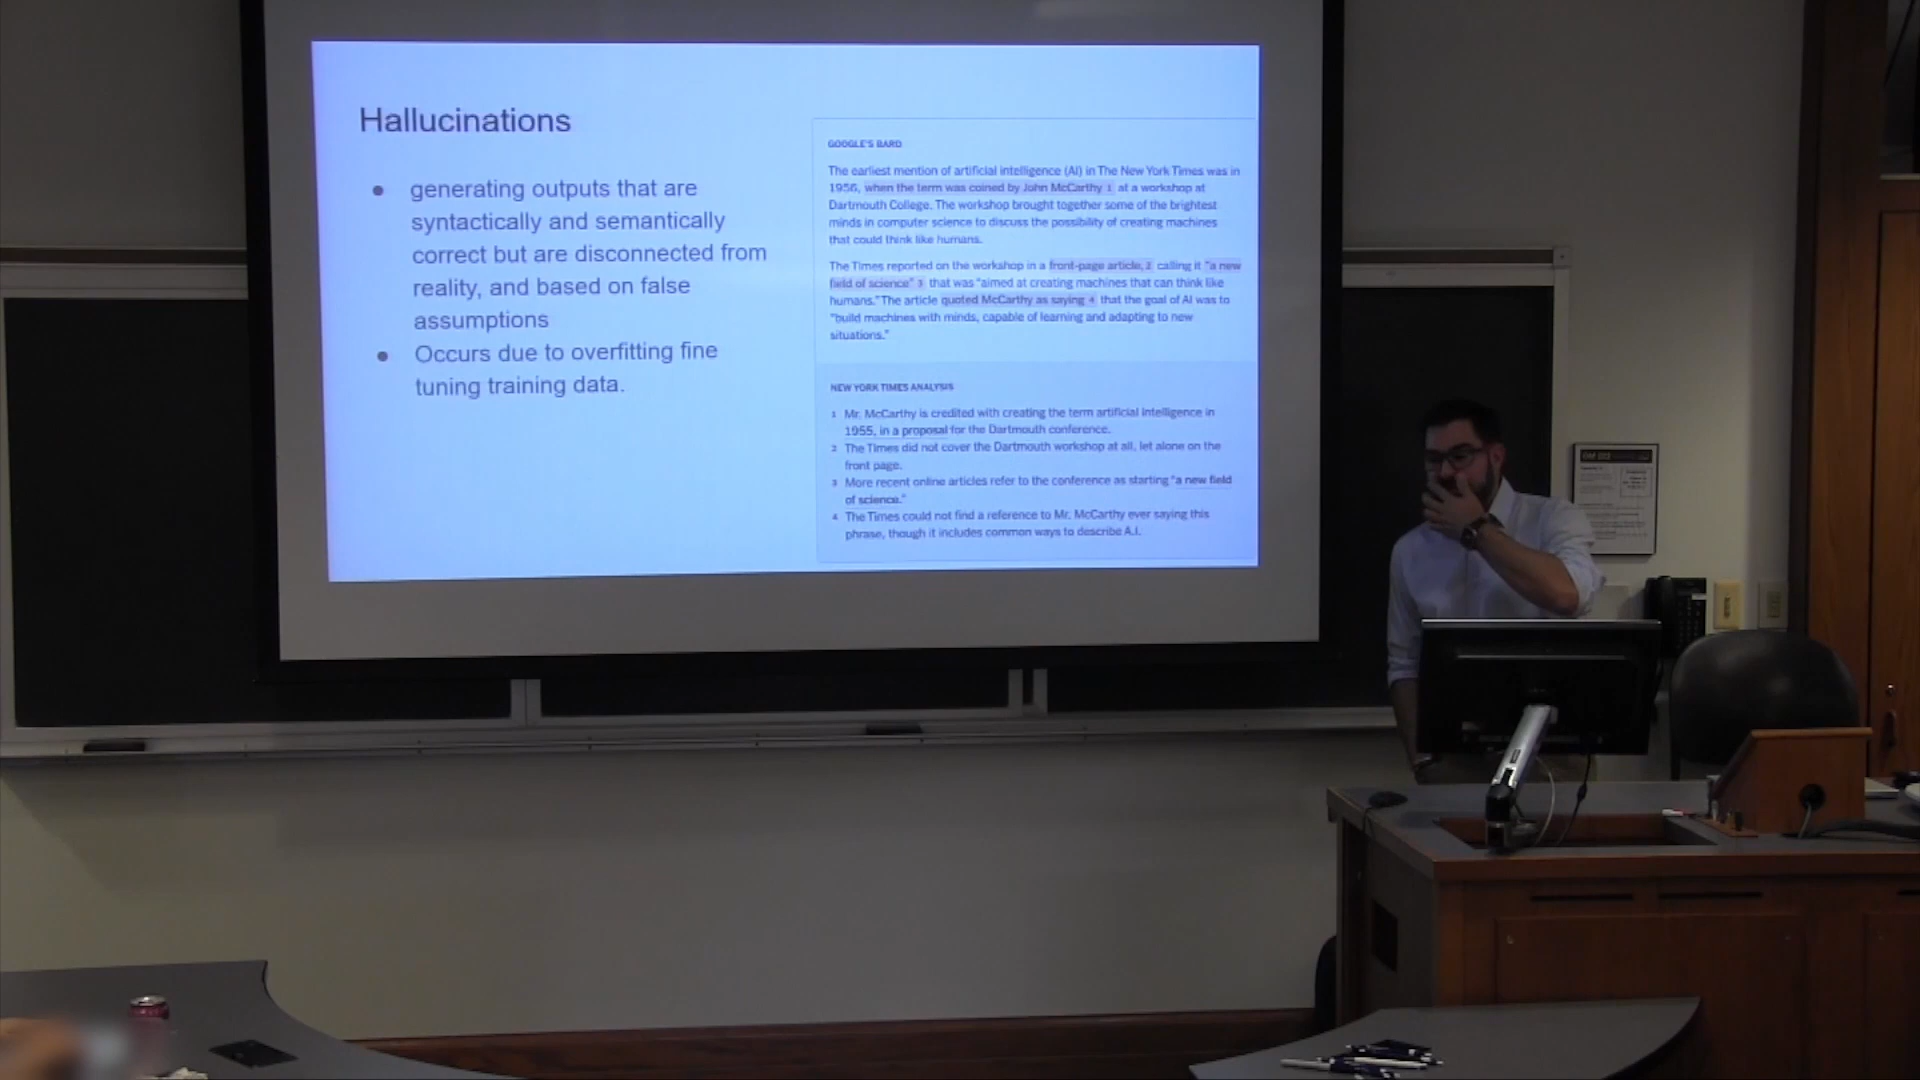 Hallucinations
● generating outputs that are
syntactically and semantically
correct but are disconnected from
reality, and based on false
assumptions
● Occurs due to overfitting fine
tuning training data.
GOOGLE'S BARD
The earliest mention of artificial intelligence (AI) in The New York Times was in
1956, when the term was coined by John McCarthy 1 at a workshop at
Dartmouth College. The workshop brought together some of the brightest
minds in computer science to discuss the possibility of creating machines
that could think like humans.
The Times reported on the workshop in a front-page article, 2 calling it "a new
field of science" 3 that was "aimed at creating machines that can think like
humans." The article quoted McCarthy as saying 4 that the goal of AI was to
"build machines with minds, capable of learning and adapting to new
situations."
NEW YORK TIMES ANALYSIS
1 Mr. McCarthy is credited with creating the term artificial intelligence in
1955, in a proposal for the Dartmouth conference.
2 The Times did not cover the Dartmouth workshop at all, let alone on the
front page.
3 More recent online articles refer to the conference as starting "a new field
of science."
4 The Times could not find a reference to Mr. McCarthy ever saying this
phrase, though it includes common ways to describe A.I.